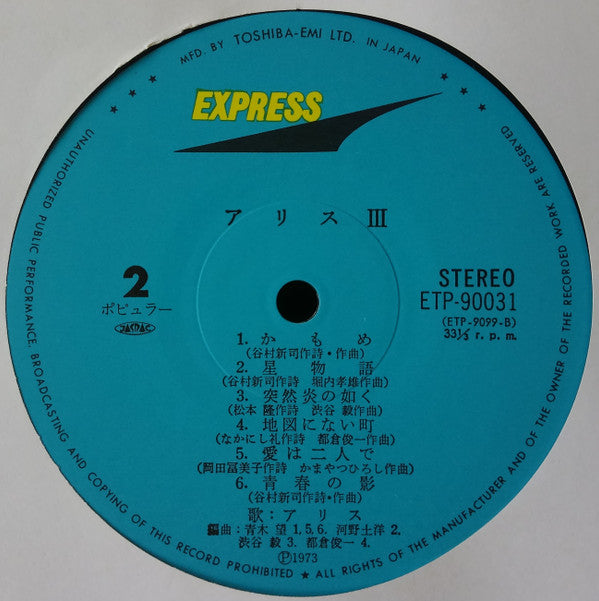 MFD. BY TOSHIBA-EMI LTD. IN JAPAN
EXPRESS
アリス III
2
ポピュラー
JASRAC
STEREO
ETP-90031
(ETP-9099-B)
33⅓ r. p. m.
1. かもめ
(谷村新司作詩・作曲)
2. 星物語
(谷村新司作詩 堀内孝雄作曲)
3. 突然炎の如く
(松本 隆作詩 渋谷 毅作曲)
4. 地図にない町
(なかにし礼作詩 都倉俊一作曲)
5. 愛は二人で
(岡田冨美子作詩 かまやつひろし作曲)
6. 青春の影
(谷村新司作詩・作曲)
歌：アリス
編曲：青木 望 1,5.6. 河野土洋 2,
渋谷 毅 3. 都倉俊一 4.
Ⓟ1973
UNAUTHORIZED PUBLIC PERFORMANCE, BROADCASTING AND COPYING OF THIS RECORD PROHIBITED ★ ALL RIGHTS OF THE MANUFACTURER AND OF THE OWNER OF THE RECORDED WORK ARE RESERVED